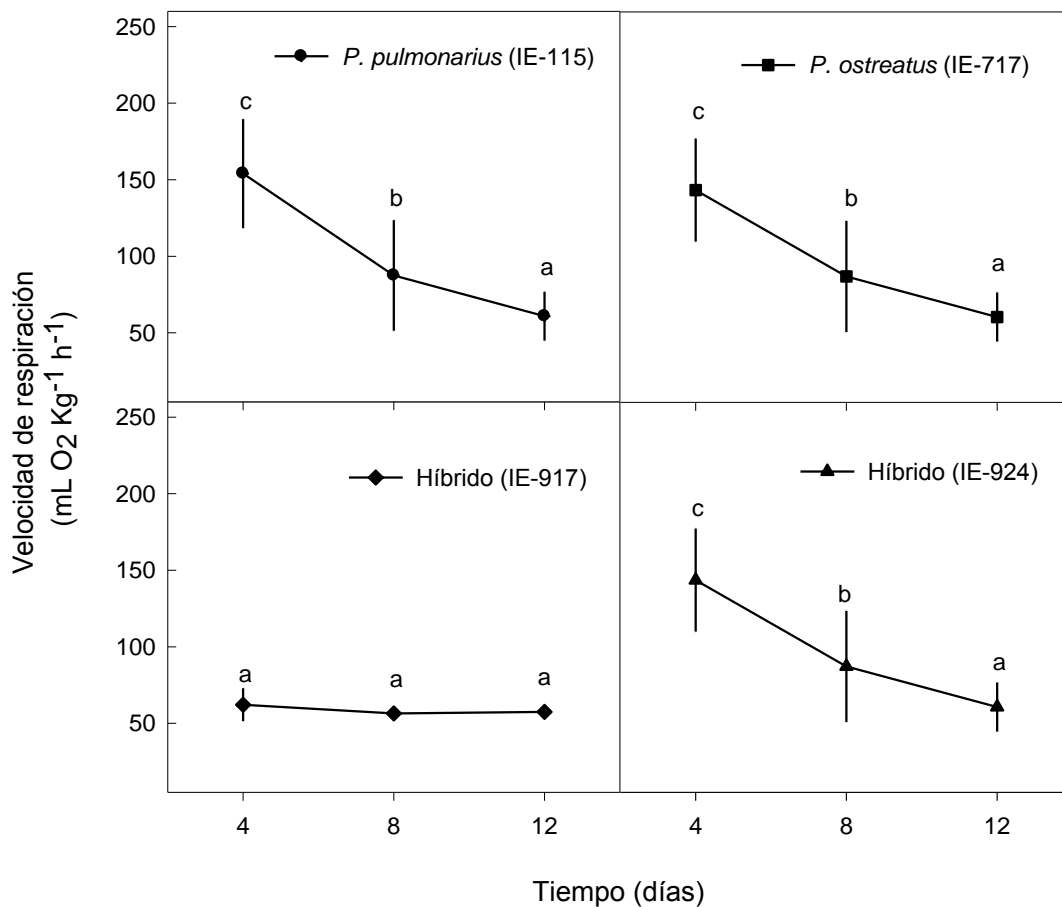 250
200
150
100
50
P. pulmonarius (IE-115)
c
b
a
P. ostreatus (IE-717)
c
b
a
Velocidad de respiración
(mL O2 Kg-1 h-1)
250
200
150
100
50
Híbrido (IE-917)
a
a
a
Híbrido (IE-924)
c
b
a
4 8 12 4 8 12
Tiempo (días)